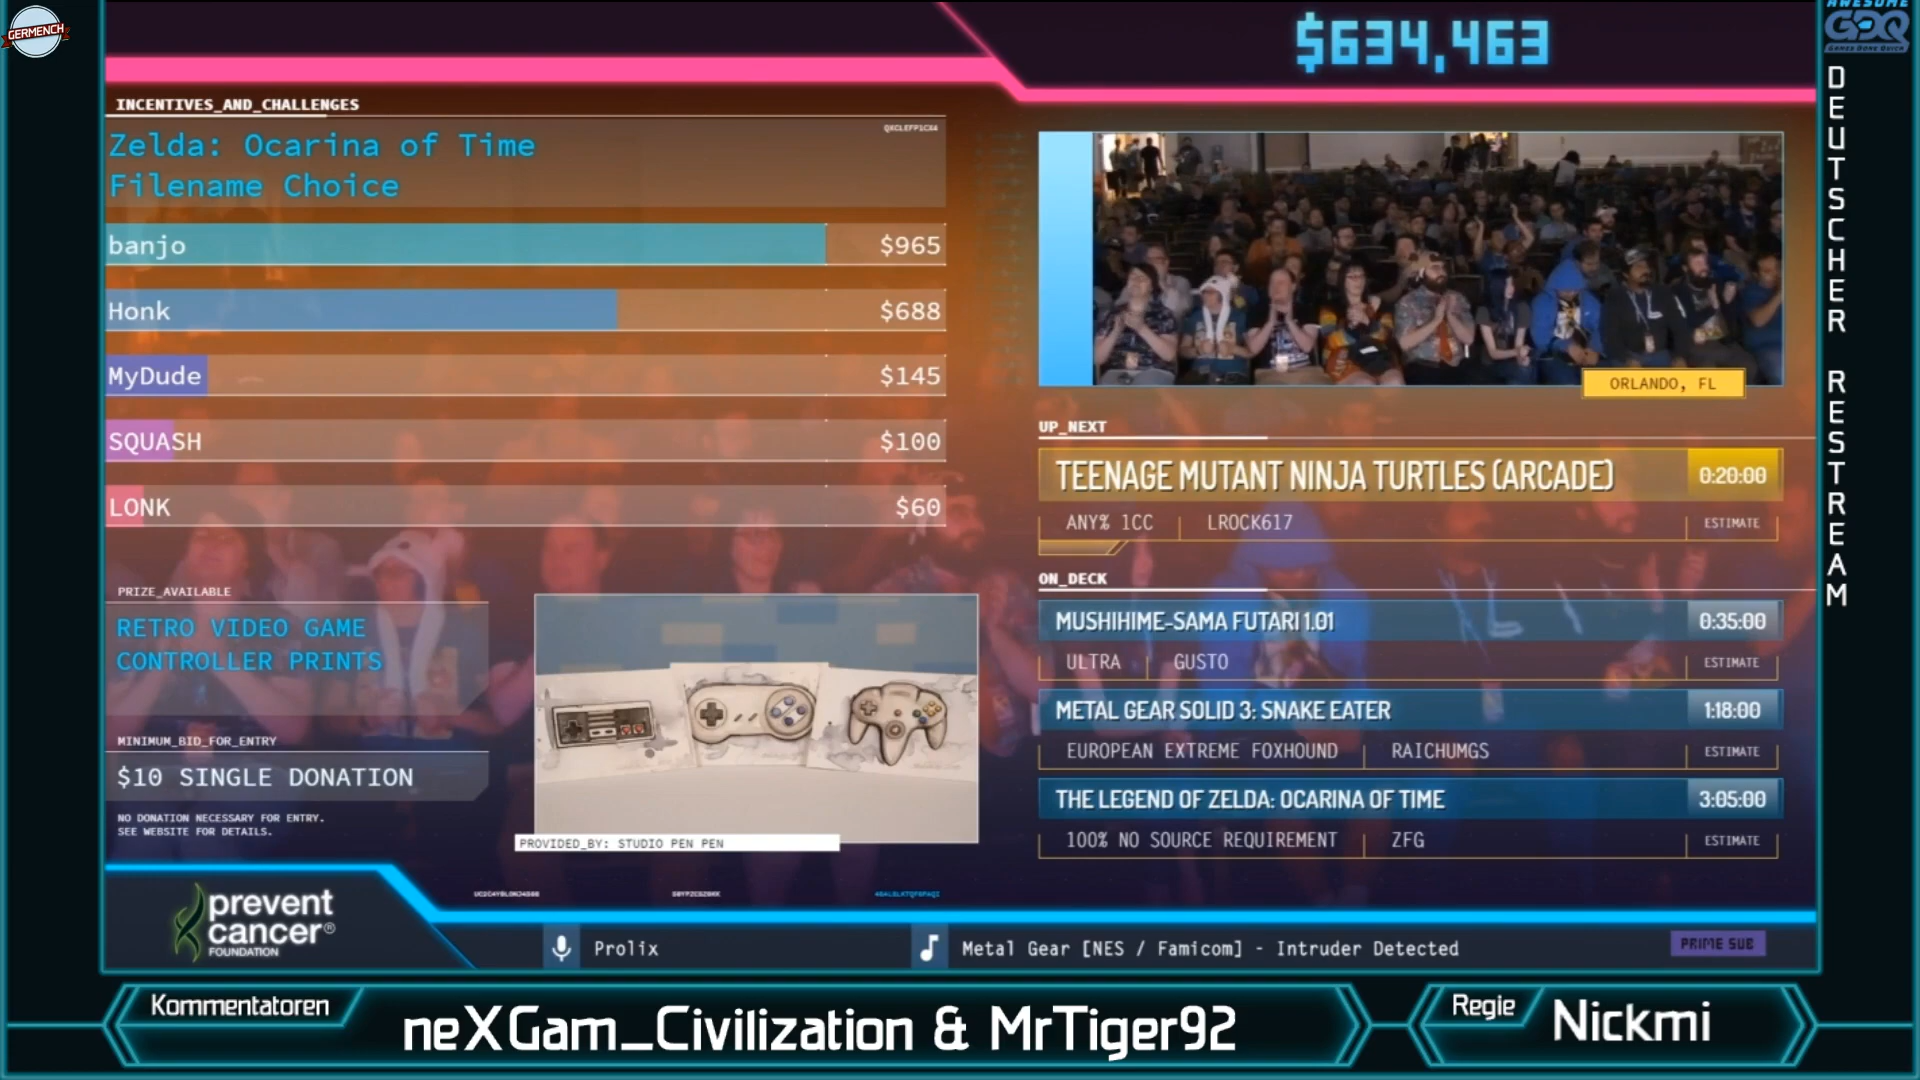 GERMENCH
$634,463
AWESOME
GDQ
GAMES DONE QUICK
DEUTSCHER RESTREAM
INCENTIVES_AND_CHALLENGES
Zelda: Ocarina of Time
Filename Choice
banjo $965
Honk $688
MyDude $145
SQUASH $100
LONK $60
ORLANDO, FL
UP_NEXT
TEENAGE MUTANT NINJA TURTLES (ARCADE) 0:20:00
ANY% 1CC LROCK617 ESTIMATE
ON_DECK
MUSHIHIME-SAMA FUTARI 1.01 0:35:00
ULTRA GUSTO ESTIMATE
METAL GEAR SOLID 3: SNAKE EATER 1:18:00
EUROPEAN EXTREME FOXHOUND RAICHUMGS ESTIMATE
THE LEGEND OF ZELDA: OCARINA OF TIME 3:05:00
100% NO SOURCE REQUIREMENT ZFG ESTIMATE
PRIZE_AVAILABLE
RETRO VIDEO GAME
CONTROLLER PRINTS
MINIMUM_BID_FOR_ENTRY
$10 SINGLE DONATION
NO DONATION NECESSARY FOR ENTRY.
SEE WEBSITE FOR DETAILS.
PROVIDED_BY: STUDIO PEN PEN
prevent
cancer®
FOUNDATION
Prolix
Metal Gear [NES / Famicom] - Intruder Detected
PRIME SUB
Kommentatoren
neXGam_Civilization & MrTiger92
Regie
Nickmi